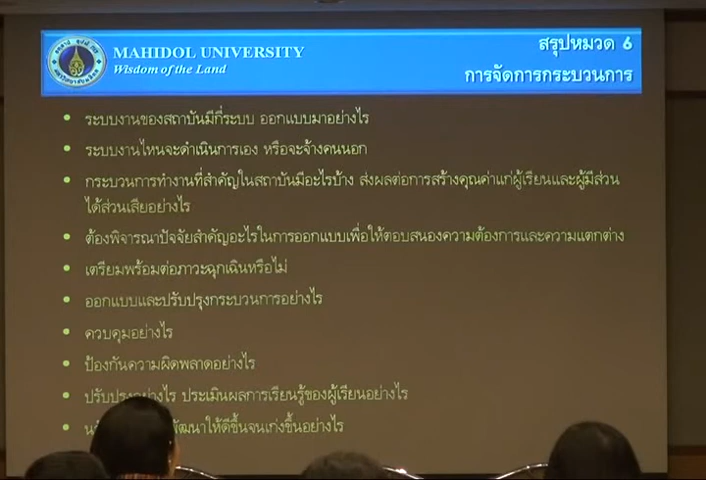 MAHIDOL UNIVERSITY
Wisdom of the Land
สรุปหมวด 6
การจัดการกระบวนการ
• ระบบงานของสถาบันมีกี่ระบบ ออกแบบมาอย่างไร
• ระบบงานไหนจะดำเนินการเอง หรือจะจ้างคนนอก
• กระบวนการทำงานที่สำคัญในสถาบันมีอะไรบ้าง ส่งผลต่อการสร้างคุณค่าแก่ผู้เรียนและผู้มีส่วน
ได้ส่วนเสียอย่างไร
• ต้องพิจารณาปัจจัยสำคัญอะไรในการออกแบบเพื่อให้ตอบสนองความต้องการและความแตกต่าง
• เตรียมพร้อมต่อภาวะฉุกเฉินหรือไม่
• ออกแบบและปรับปรุงกระบวนการอย่างไร
• ควบคุมอย่างไร
• ป้องกันความผิดพลาดอย่างไร
• ปรับปรุงอย่างไร ประเมินผลการเรียนรู้ของผู้เรียนอย่างไร
• พัฒนาให้ดีขึ้นจนเก่งขึ้นอย่างไร